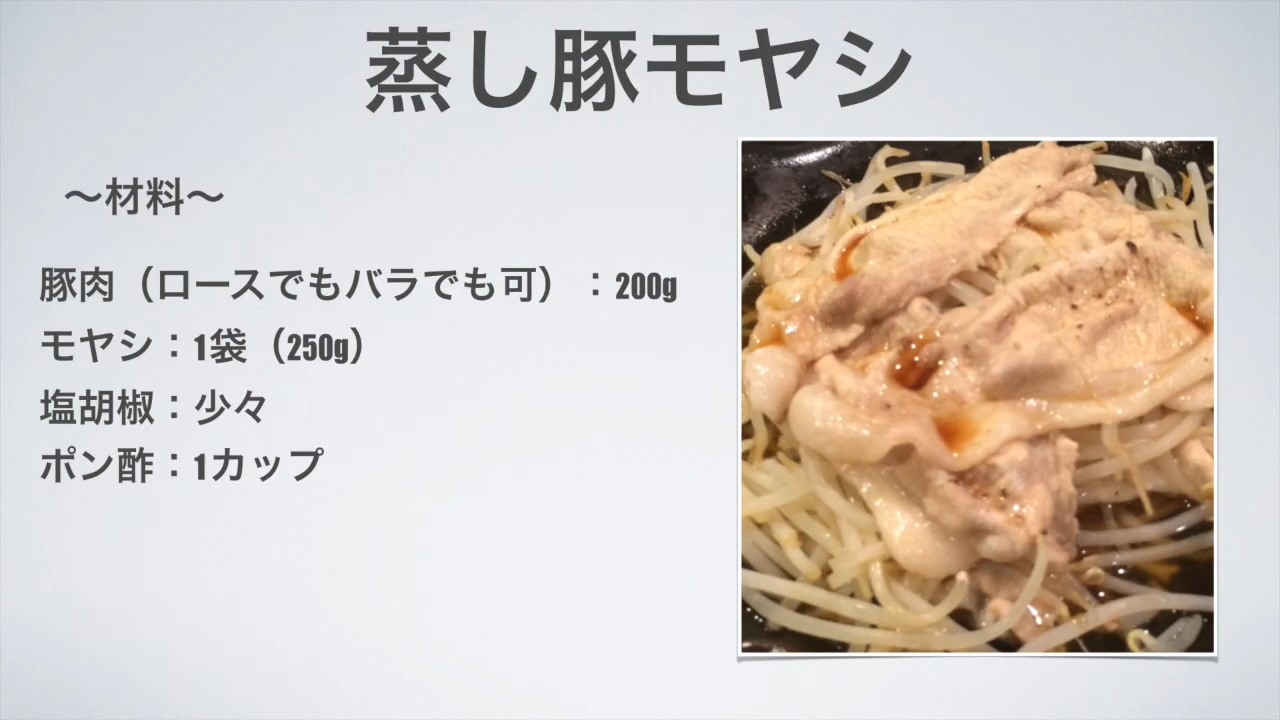 蒸し豚モヤシ
〜材料〜
豚肉（ロースでもバラでも可）：200g
モヤシ：1袋（250g）
塩胡椒：少々
ポン酢：1カップ